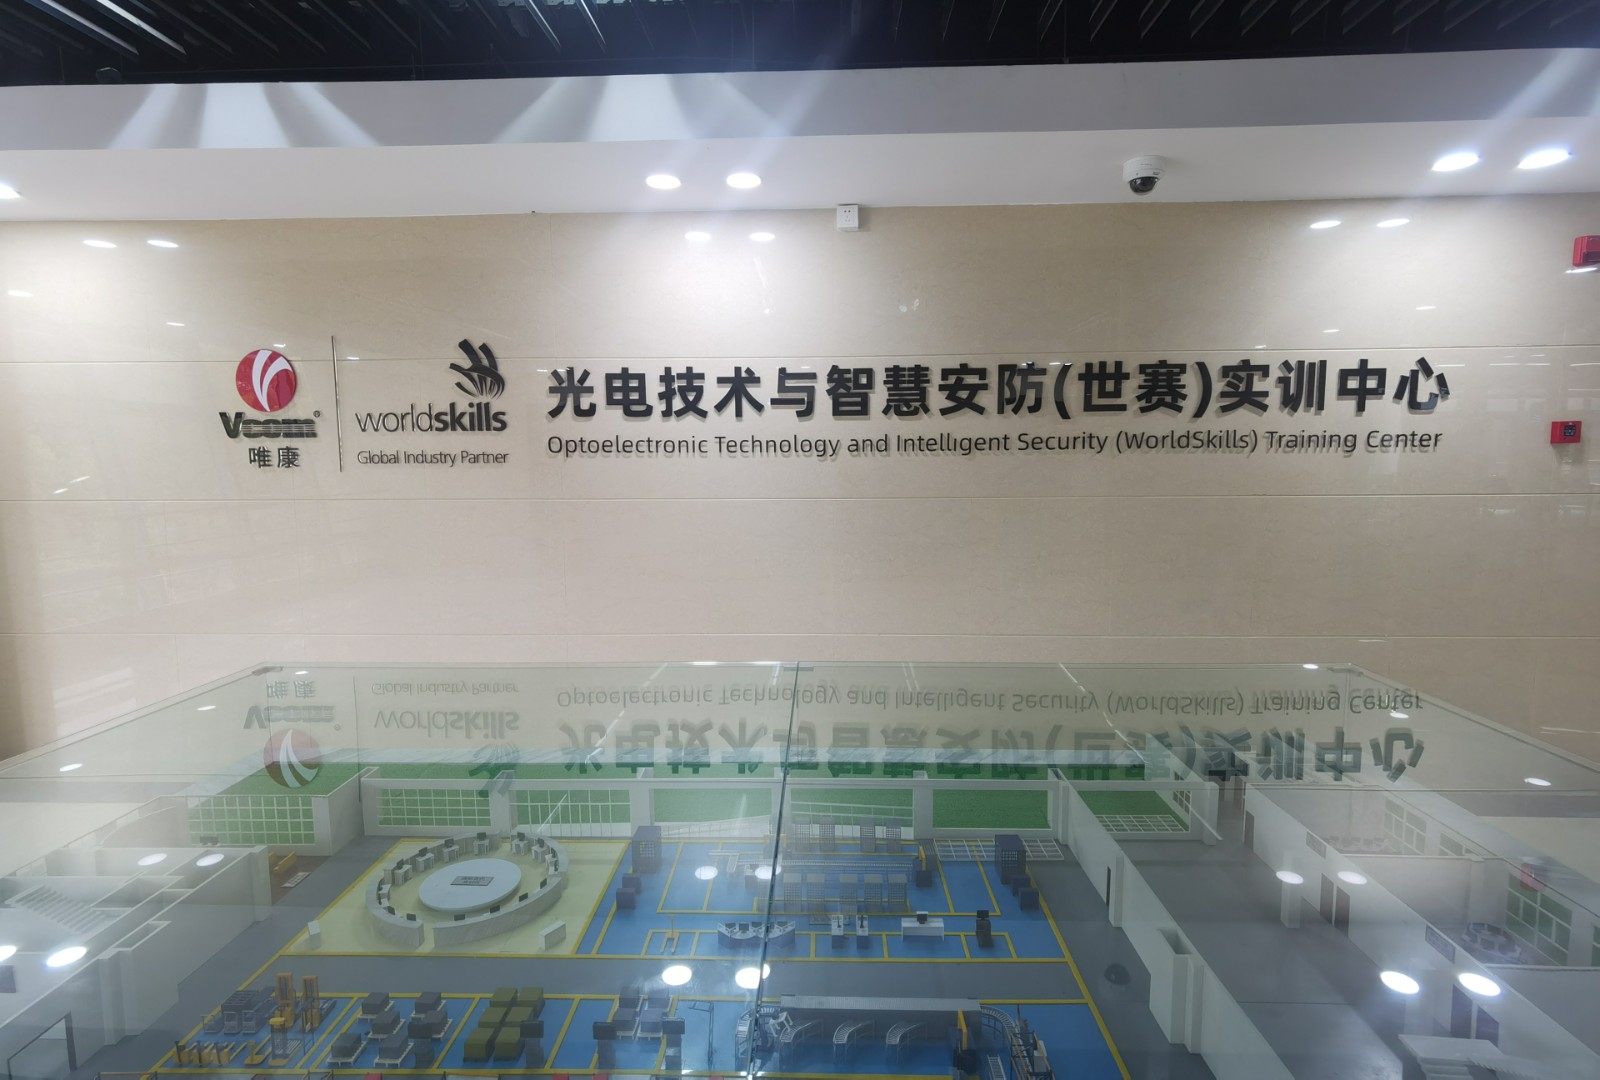 Vcom®
唯康
worldskills
Global Industry Partner
光电技术与智慧安防(世赛)实训中心
Optoelectronic Technology and Intelligent Security (WorldSkills) Training Center